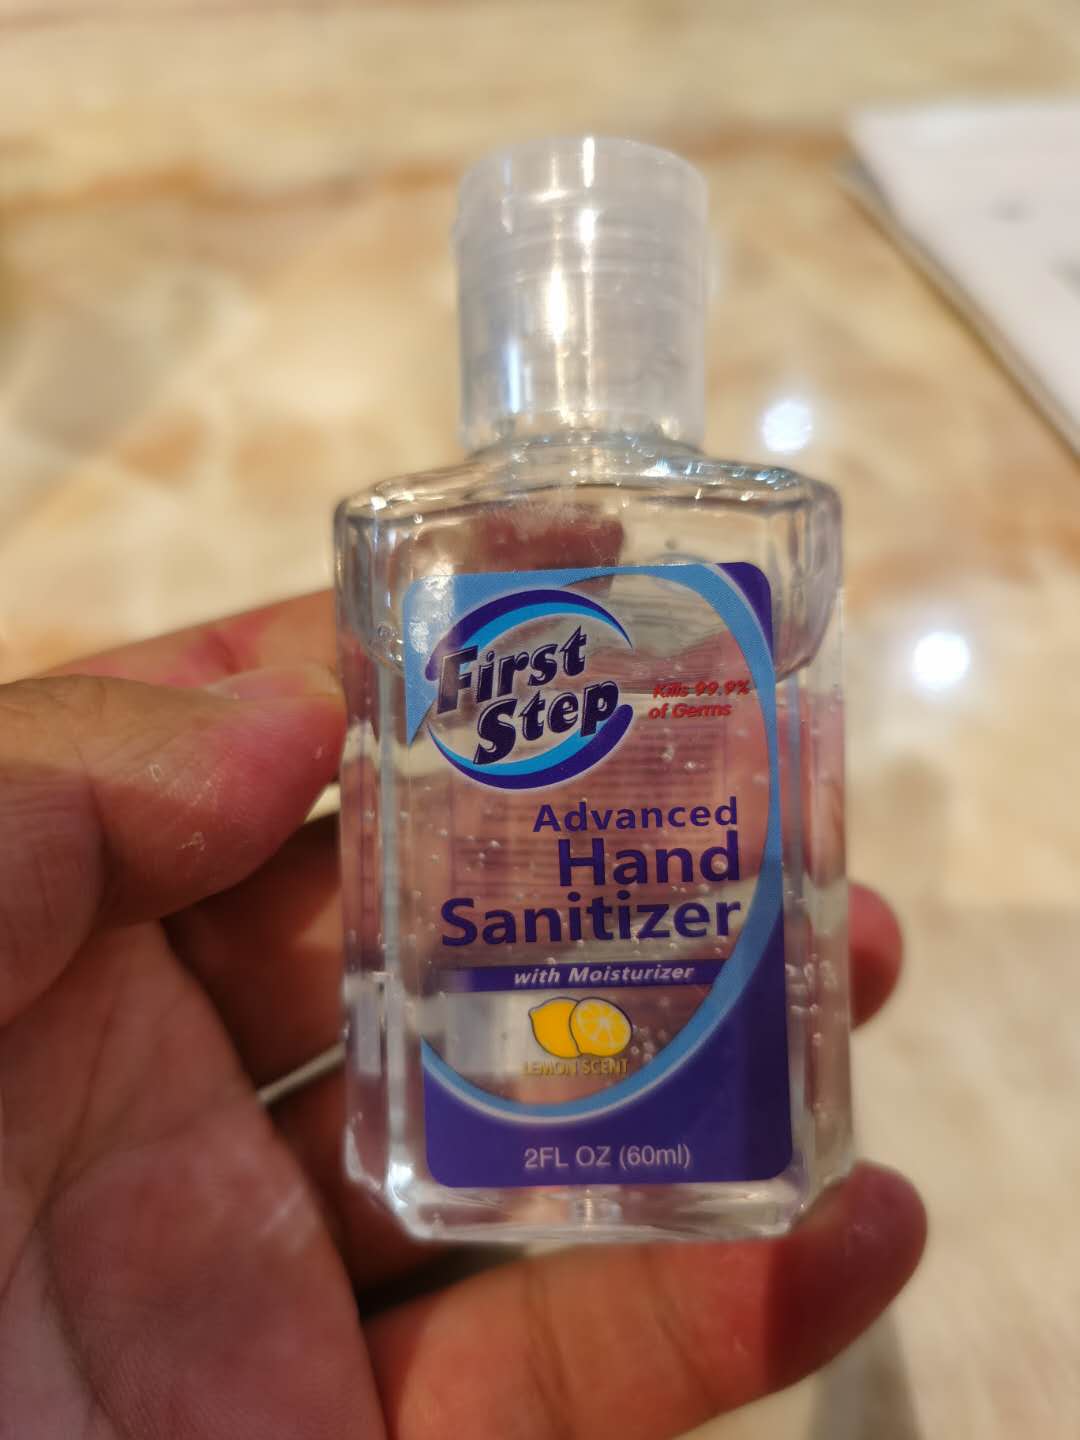 First
Step
Kills 99.9%
of Germs
Advanced
Hand
Sanitizer
with Moisturizer
LEMON SCENT
2FL OZ (60ml)